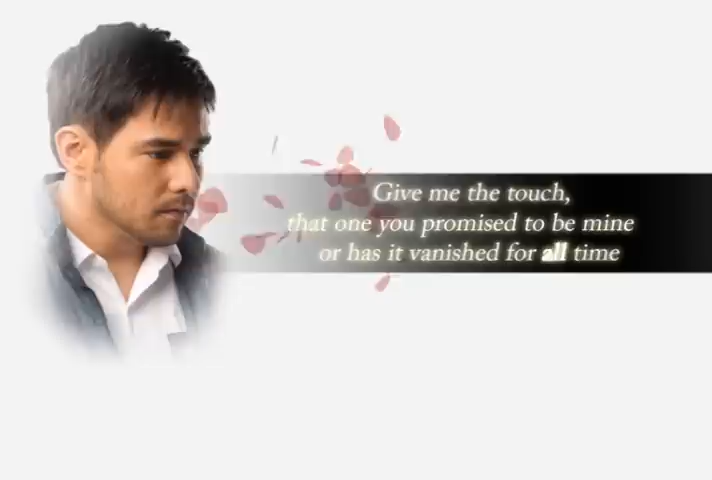 Give me the touch,
that one you promised to be mine
or has it vanished for all time